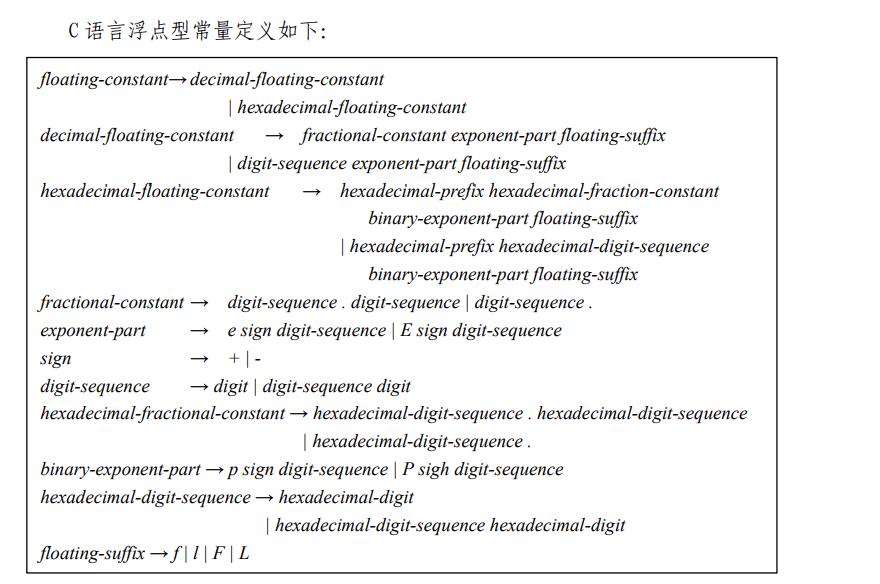 C 语言浮点型常量定义如下:
floating-constant→ decimal-floating-constant
| hexadecimal-floating-constant
decimal-floating-constant → fractional-constant exponent-part floating-suffix
| digit-sequence exponent-part floating-suffix
hexadecimal-floating-constant → hexadecimal-prefix hexadecimal-fraction-constant
binary-exponent-part floating-suffix
| hexadecimal-prefix hexadecimal-digit-sequence
binary-exponent-part floating-suffix
fractional-constant → digit-sequence . digit-sequence | digit-sequence .
exponent-part → e sign digit-sequence | E sign digit-sequence
sign → + | -
digit-sequence → digit | digit-sequence digit
hexadecimal-fractional-constant → hexadecimal-digit-sequence . hexadecimal-digit-sequence
| hexadecimal-digit-sequence .
binary-exponent-part → p sign digit-sequence | P sigh digit-sequence
hexadecimal-digit-sequence → hexadecimal-digit
| hexadecimal-digit-sequence hexadecimal-digit
floating-suffix → f | l | F | L